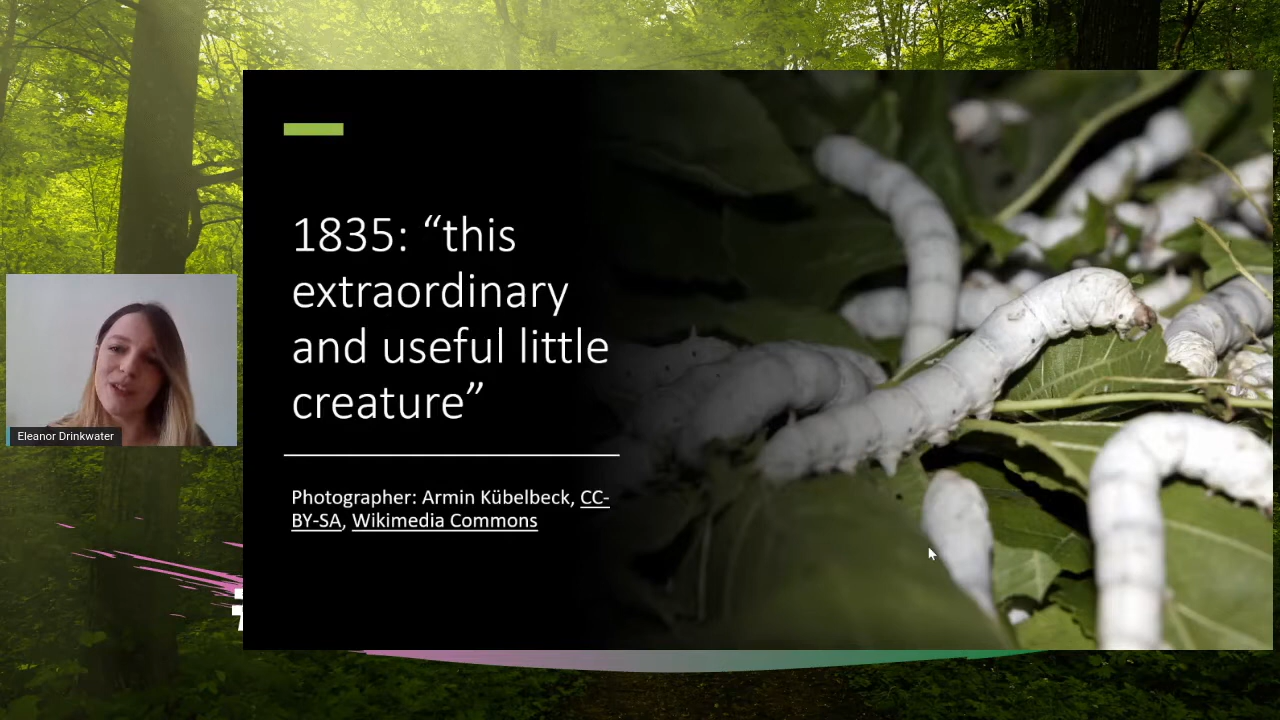 1835: “this
extraordinary
and useful little
creature”
Photographer: Armin Kübelbeck, CC-
BY-SA, Wikimedia Commons
Eleanor Drinkwater